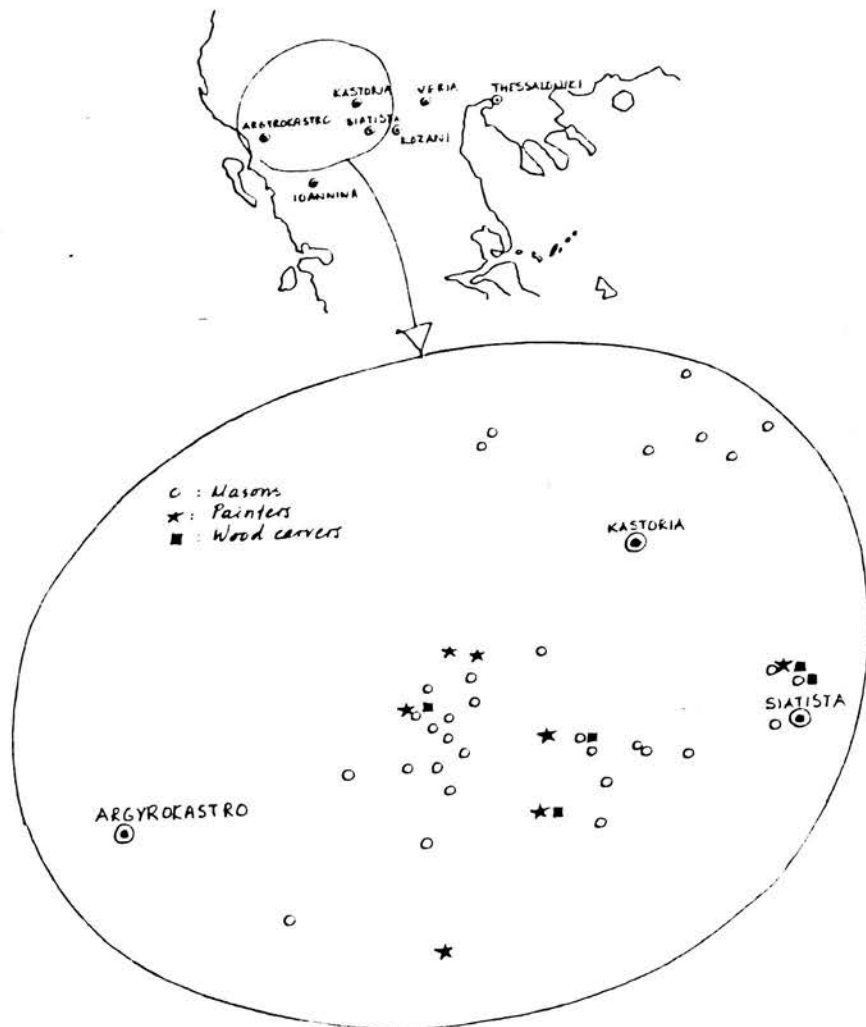 KASTORIA
VERIA
THESSALONIKI
ARGYROKASTRO
SIATISTA
KOZANI
IOANNINA
O : Masons
★ : Painters
■ : Wood carvers
KASTORIA
SIATISTA
ARGYROKASTRO